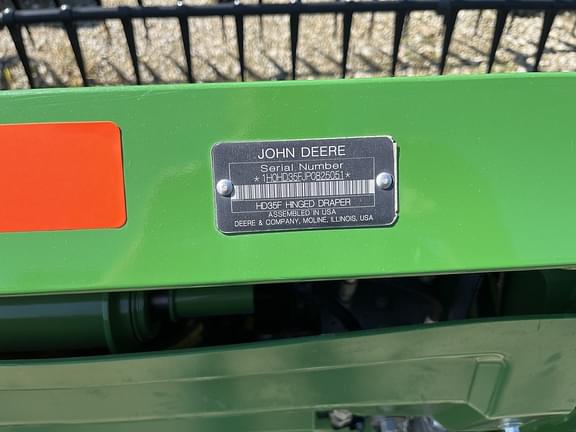 JOHN DEERE
Serial Number
*1H0HD35FJP0825051*
HD35F HINGED DRAPER
ASSEMBLED IN USA
DEERE & COMPANY, MOLINE, ILLINOIS, USA